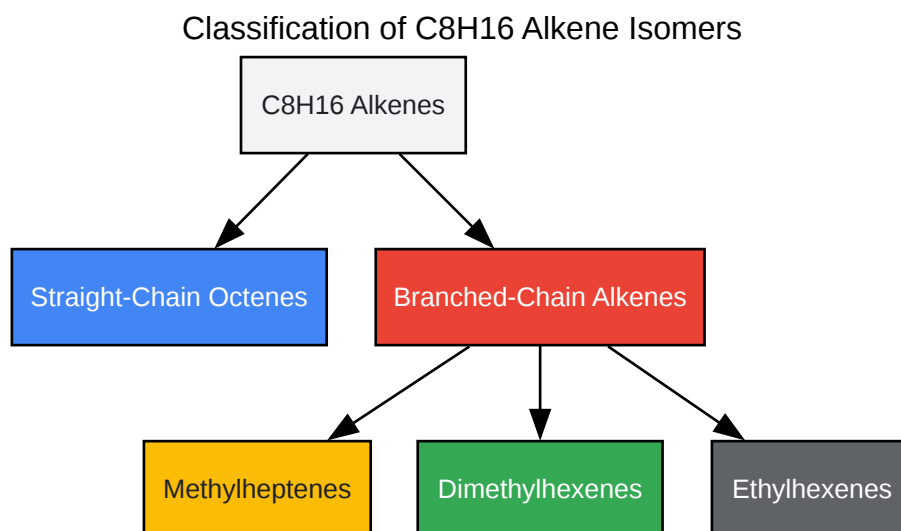 Classification of C8H16 Alkene Isomers
C8H16 Alkenes
Straight-Chain Octenes
Branched-Chain Alkenes
Methylheptenes
Dimethylhexenes
Ethylhexenes